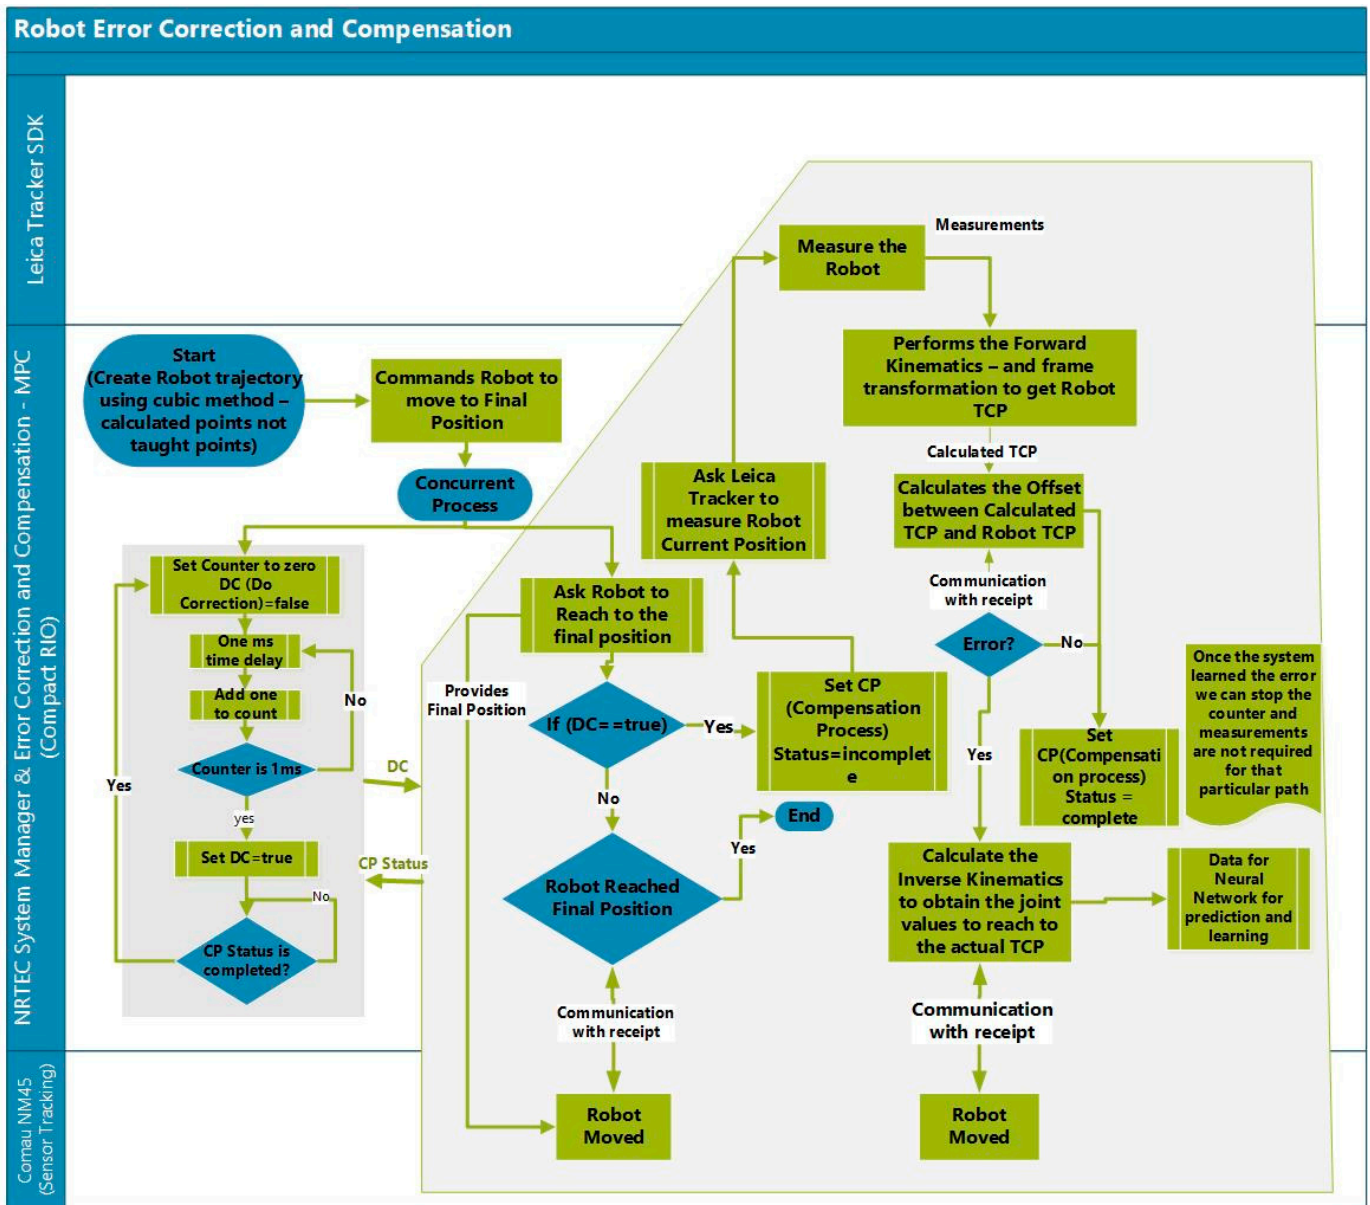 Robot Error Correction and Compensation
Leica Tracker SDK
Measure the
Robot
Measurements
NRTEC System Manager & Error Correction and Compensation - MPC
(Compact RIO)
Start
(Create Robot trajectory
using cubic method –
calculated points not
taught points)
Commands Robot to
move to Final
Position
Concurrent
Process
Set Counter to zero
DC (Do
Correction)=false
One ms
time delay
Add one
to count
No
Counter is 1ms
Yes
yes
Set DC=true
No
CP Status is
completed?
DC
CP Status
Ask Robot to
Reach to the
final position
Provides
Final Position
If (DC==true)
Yes
No
Robot Reached
Final Position
Yes
End
Communication
with receipt
Ask Leica
Tracker to
measure Robot
Current Position
Set CP
(Compensation
Process)
Status=incomplet
e
Performs the Forward
Kinematics – and frame
transformation to get Robot
TCP
Calculated TCP
Calculates the Offset
between Calculated
TCP and Robot TCP
Communication
with receipt
Error?
No
Yes
Set
CP(Compensati
on process)
Status =
complete
Once the system
learned the error
we can stop the
counter and
measurements
are not required
for that
particular path
Calculate the
Inverse Kinematics
to obtain the joint
values to reach to
the actual TCP
Data for
Neural
Network for
prediction and
learning
Communication
with receipt
Comau NM45
(Sensor Tracking)
Robot
Moved
Robot
Moved